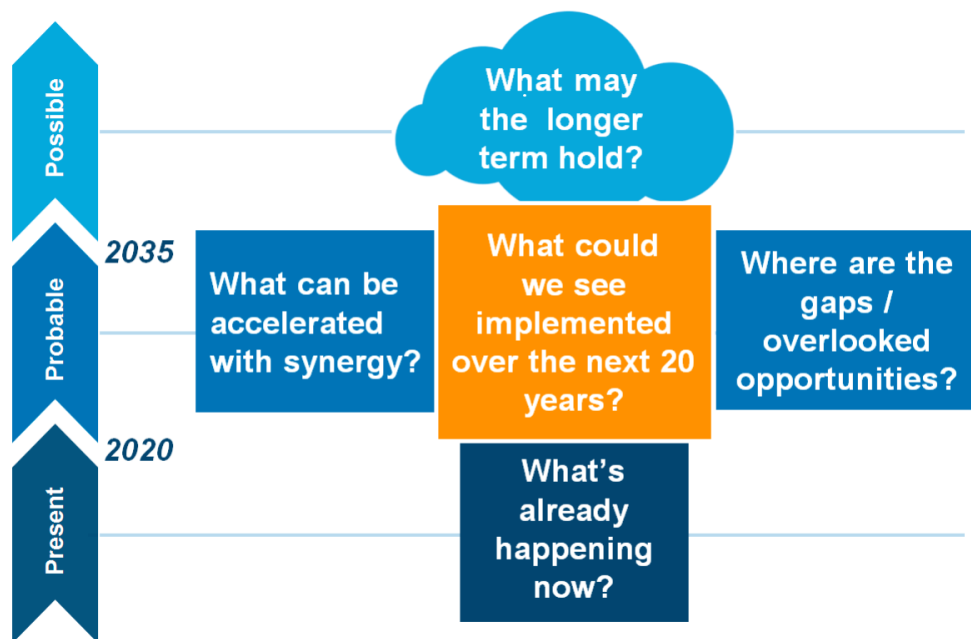 What may
the longer
term hold?
Possible
2035
What can be
accelerated
with synergy?
What could
we see
implemented
over the next 20
years?
Where are the
gaps /
overlooked
opportunities?
Probable
2020
What's
already
happening
now?
Present